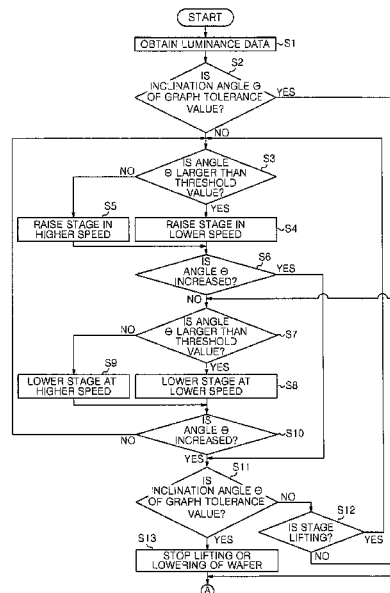 START
OBTAIN LUMINANCE DATA
S1
S2
IS
INCLINATION ANGLE Θ
OF GRAPH TOLERANCE
VALUE?
YES
NO
S3
IS ANGLE
Θ LARGER THAN
THRESHOLD
VALUE?
NO
YES
S5
RAISE STAGE IN
HIGHER SPEED
RAISE STAGE IN
LOWER SPEED
S4
S6
IS
ANGLE Θ
INCREASED?
YES
NO
IS ANGLE
Θ LARGER THAN
THRESHOLD
VALUE?
S7
NO
YES
S9
LOWER STAGE AT
HIGHER SPEED
LOWER STAGE AT
LOWER SPEED
S8
IS
ANGLE Θ
INCREASED?
S10
NO
YES
S11
IS
INCLINATION ANGLE Θ
OF GRAPH TOLERANCE
VALUE?
NO
S12
IS STAGE
LIFTING?
YES
NO
YES
S13
STOP LIFTING OR
LOWERING OF WAFER
A